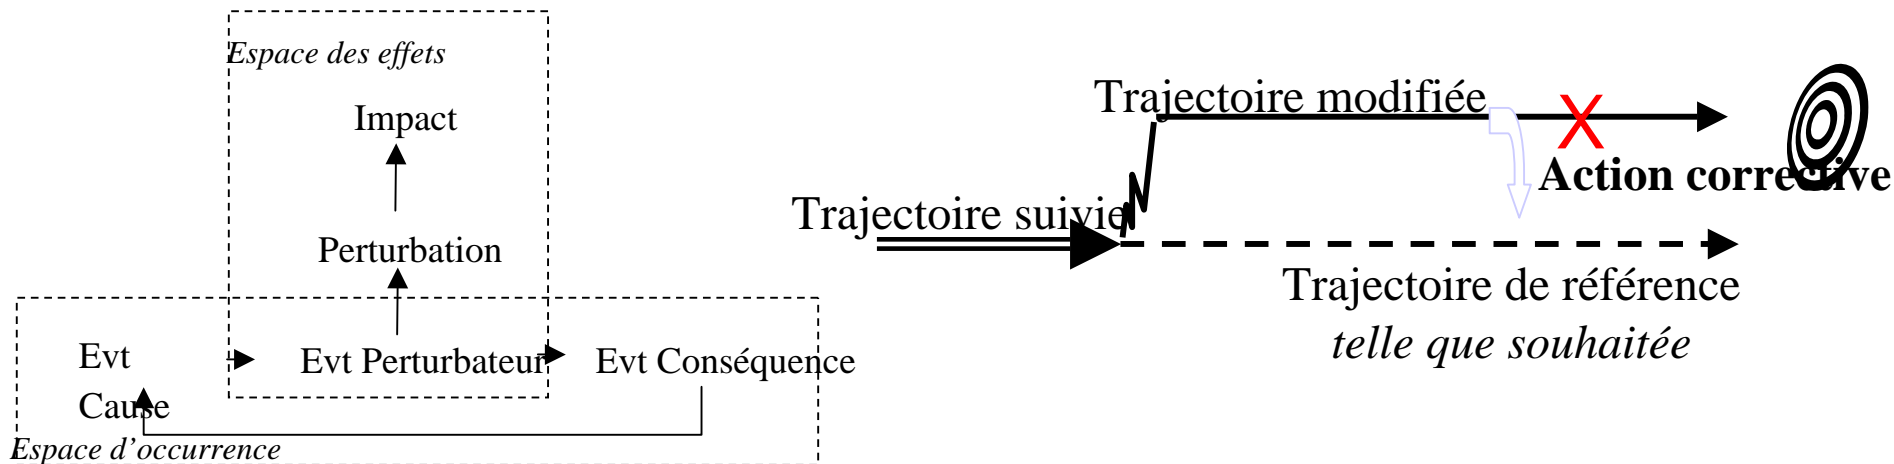 Espace des effets
Impact
Perturbation
Evt
Cause
Evt Perturbateur
Evt Conséquence
Espace d’occurrence
Trajectoire modifiée
X
Action corrective
Trajectoire suivie
Trajectoire de référence
telle que souhaitée